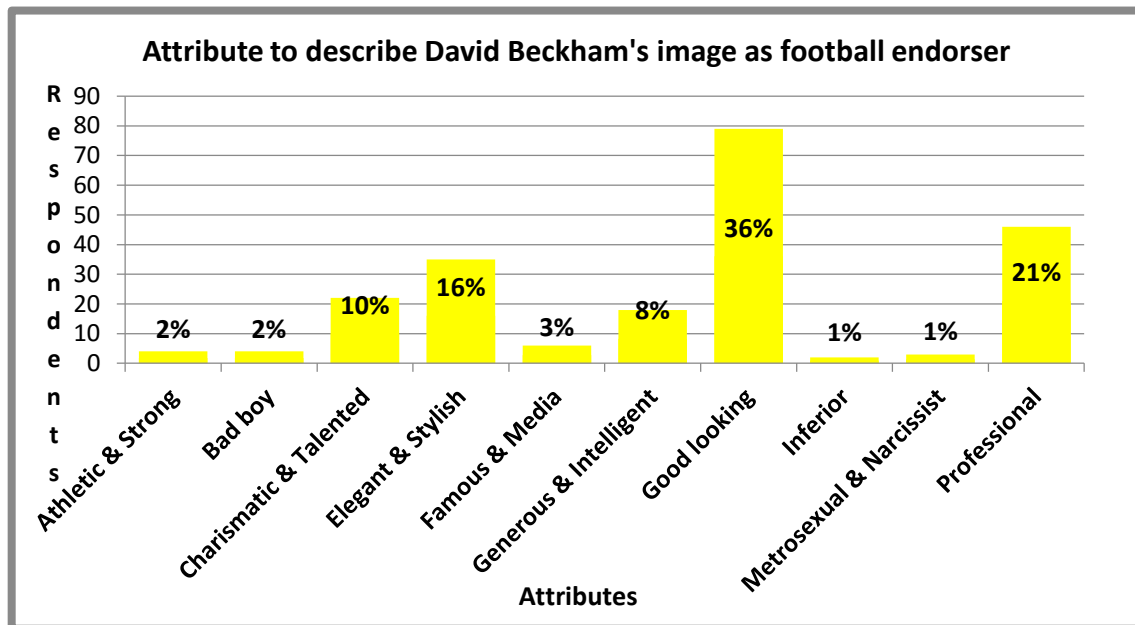 Attribute to describe David Beckham's image as football endorser
Respondents
90
80
70
60
50
40
30
20
10
0
2%
2%
10%
16%
3%
8%
36%
1%
1%
21%
Athletic & Strong
Bad boy
Charismatic & Talented
Elegant & Stylish
Famous & Media
Generous & Intelligent
Good looking
Inferior
Metrosexual & Narcissist
Professional
Attributes